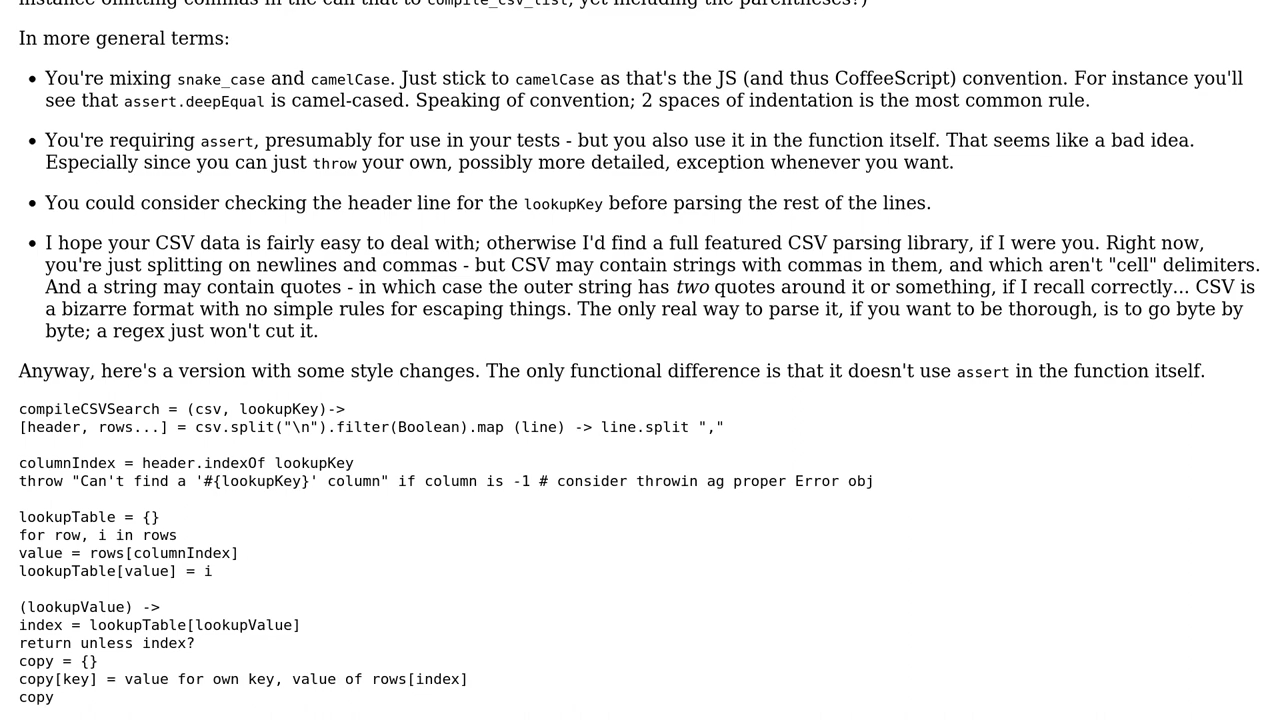 instance omitting commas in the call that to compile_csv_list, yet including the parentheses?)
In more general terms:
• You're mixing snake_case and camelCase. Just stick to camelCase as that's the JS (and thus CoffeeScript) convention. For instance you'll
see that assert.deepEqual is camel-cased. Speaking of convention; 2 spaces of indentation is the most common rule.
• You're requiring assert, presumably for use in your tests - but you also use it in the function itself. That seems like a bad idea.
Especially since you can just throw your own, possibly more detailed, exception whenever you want.
• You could consider checking the header line for the lookupKey before parsing the rest of the lines.
• I hope your CSV data is fairly easy to deal with; otherwise I'd find a full featured CSV parsing library, if I were you. Right now,
you're just splitting on newlines and commas - but CSV may contain strings with commas in them, and which aren't "cell" delimiters.
And a string may contain quotes - in which case the outer string has two quotes around it or something, if I recall correctly... CSV is
a bizarre format with no simple rules for escaping things. The only real way to parse it, if you want to be thorough, is to go byte by
byte; a regex just won't cut it.
Anyway, here's a version with some style changes. The only functional difference is that it doesn't use assert in the function itself.
compileCSVSearch = (csv, lookupKey)->
[header, rows...] = csv.split("\n").filter(Boolean).map (line) -> line.split ","
columnIndex = header.indexOf lookupKey
throw "Can't find a '#{lookupKey}' column" if column is -1 # consider throwin ag proper Error obj
lookupTable = {}
for row, i in rows
value = rows[columnIndex]
lookupTable[value] = i
(lookupValue) ->
index = lookupTable[lookupValue]
return unless index?
copy = {}
copy[key] = value for own key, value of rows[index]
copy